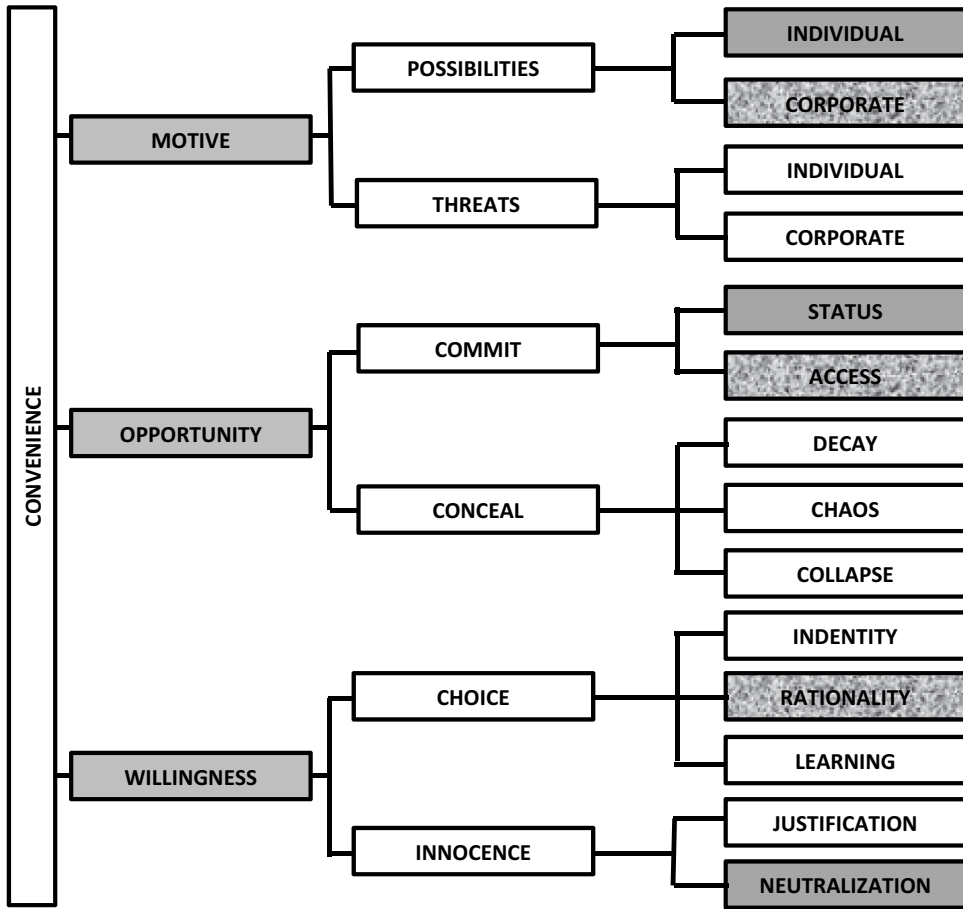 CONVENIENCE
MOTIVE
POSSIBILITIES
INDIVIDUAL
CORPORATE
THREATS
INDIVIDUAL
CORPORATE
OPPORTUNITY
COMMIT
STATUS
ACCESS
CONCEAL
DECAY
CHAOS
COLLAPSE
WILLINGNESS
CHOICE
INDENTITY
RATIONALITY
LEARNING
INNOCENCE
JUSTIFICATION
NEUTRALIZATION